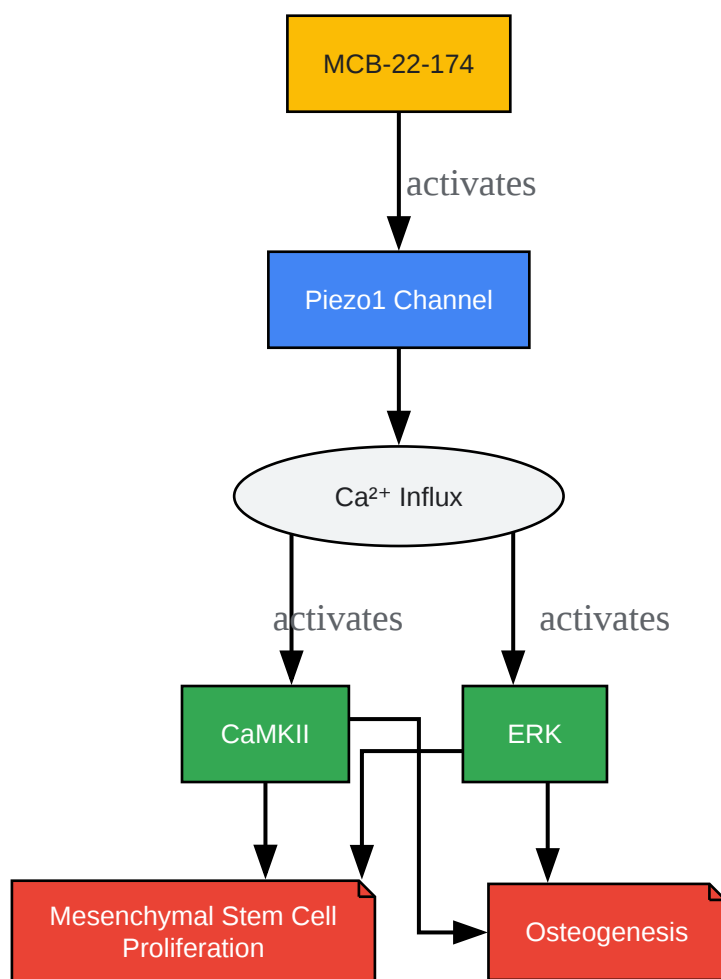 MCB-22-174
activates
Piezo1 Channel
Ca²⁺ Influx
activates
activates
CaMKII
ERK
Mesenchymal Stem Cell
Proliferation
Osteogenesis